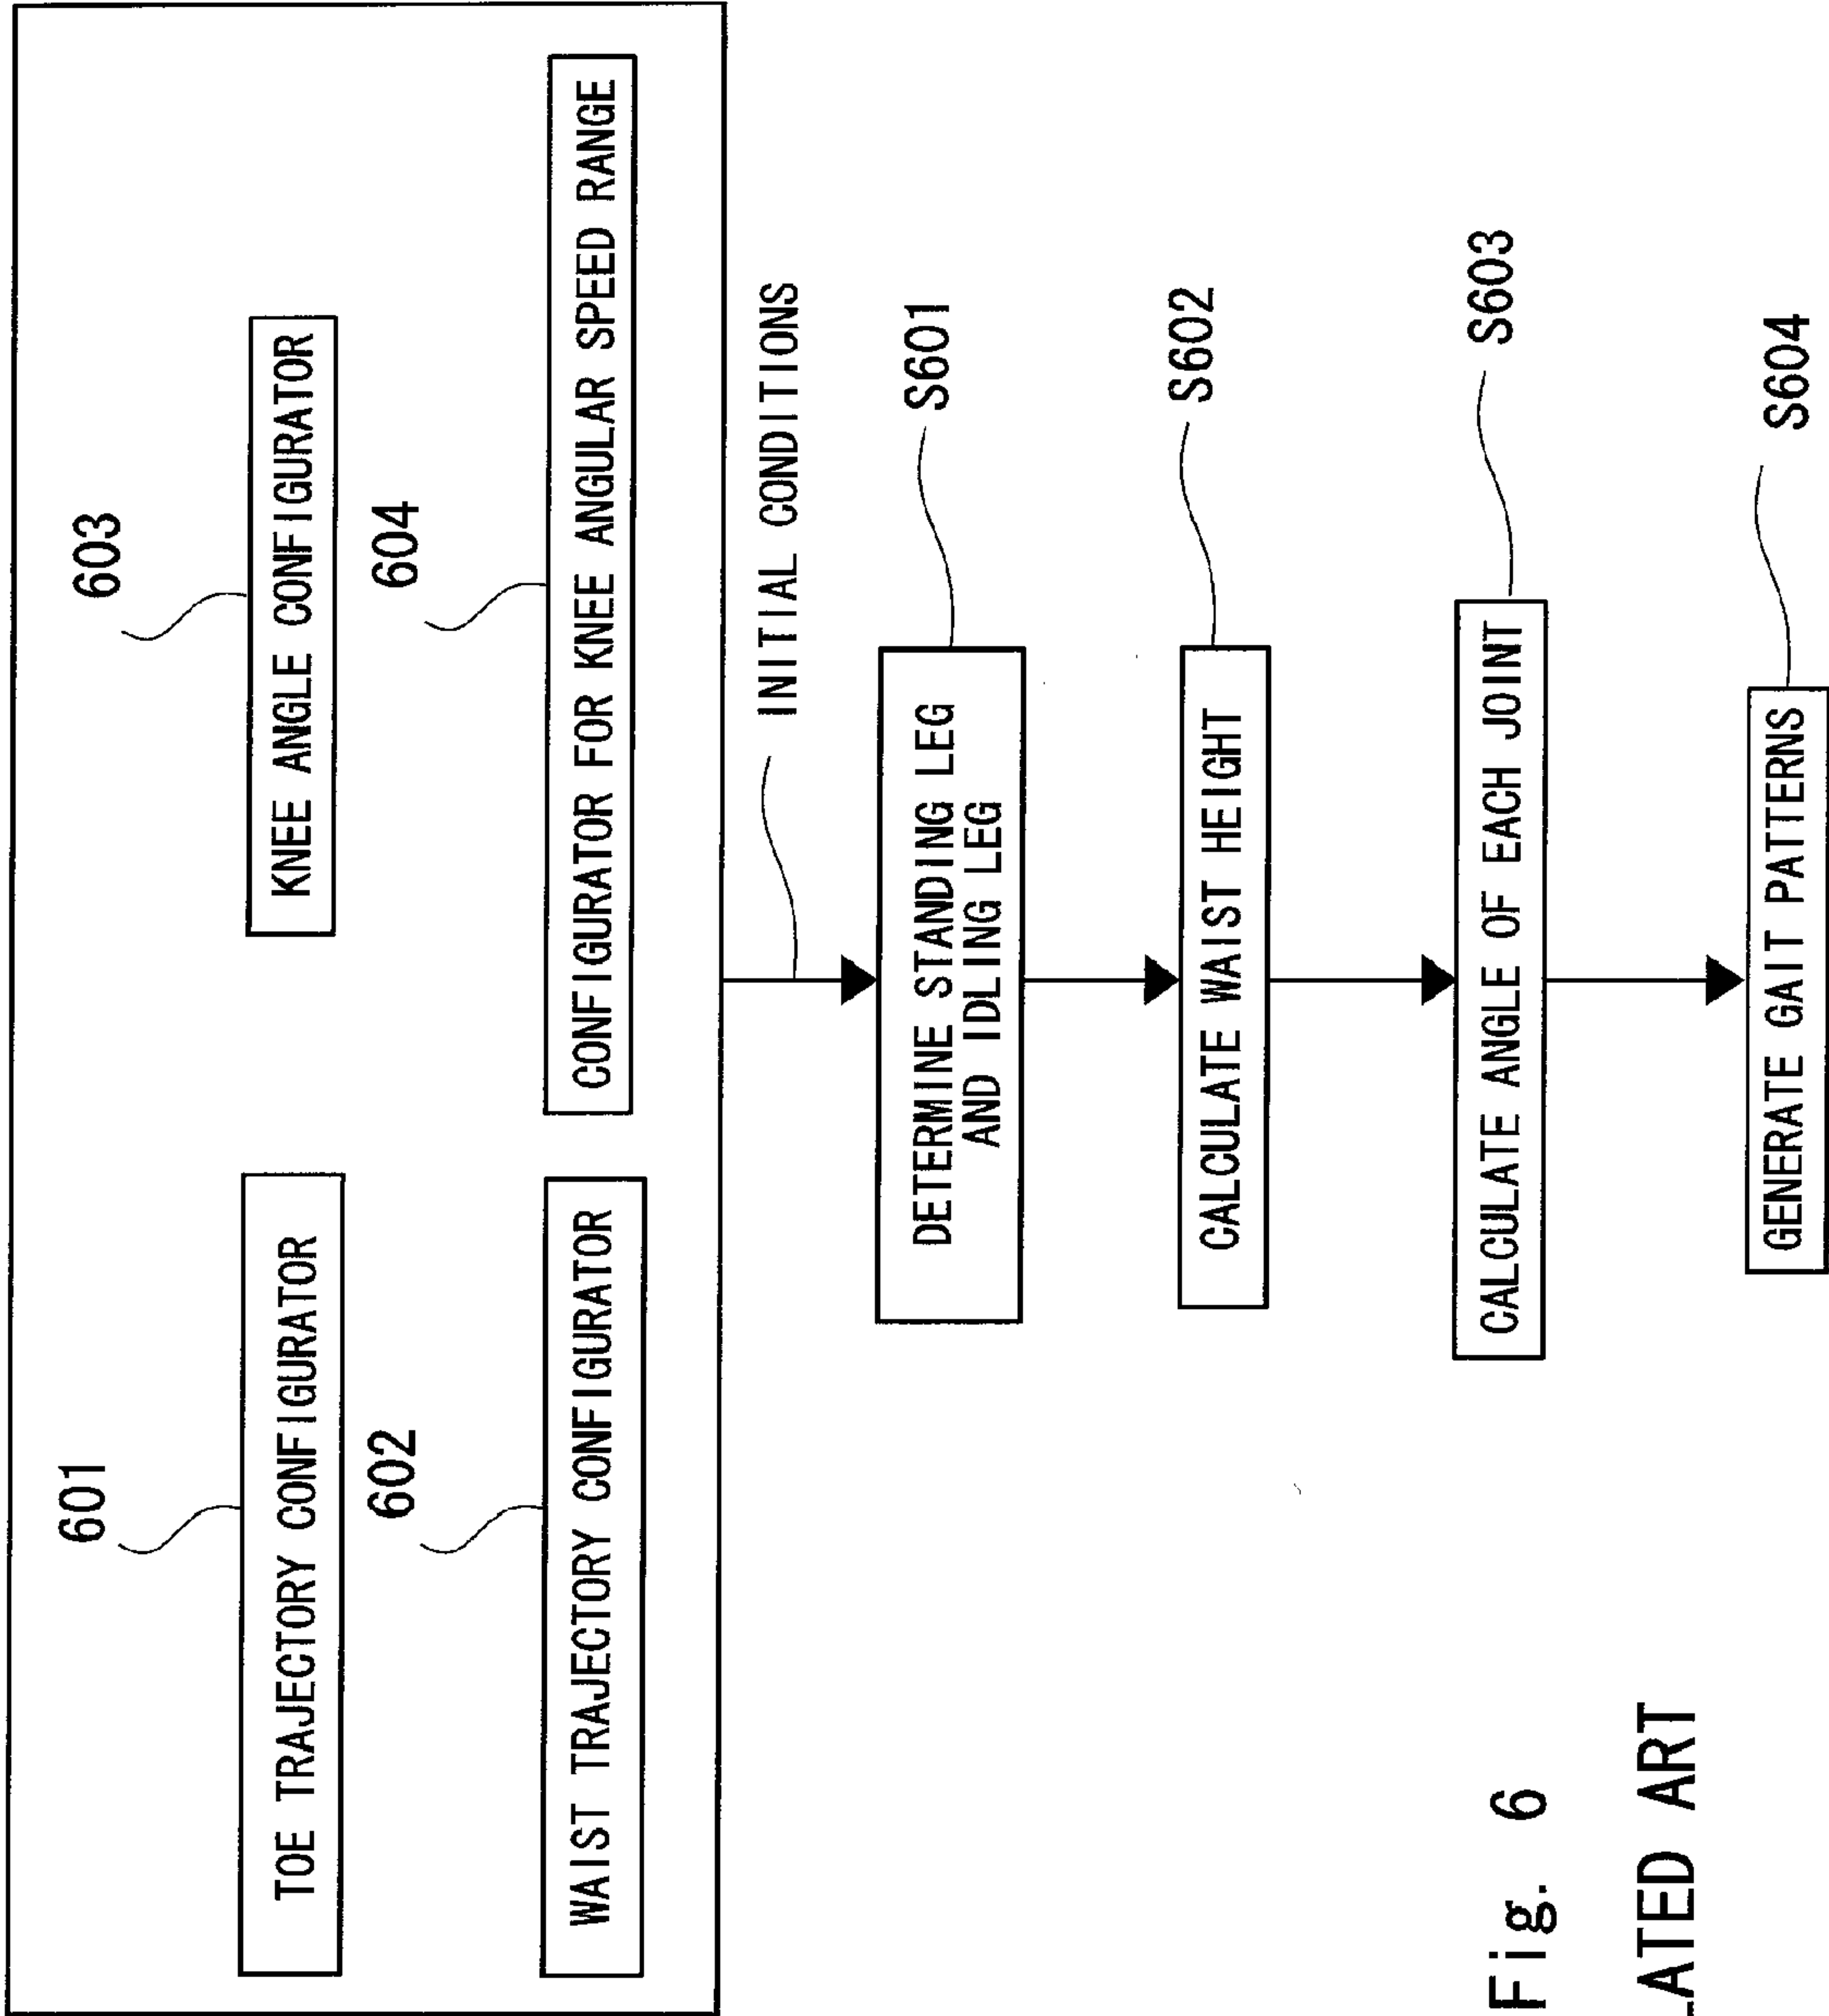 601
TOE TRAJECTORY CONFIGURATOR
603
KNEE ANGLE CONFIGURATOR
602
WAIST TRAJECTORY CONFIGURATOR
604
CONFIGURATOR FOR KNEE ANGULAR SPEED RANGE
INITIAL CONDITIONS
DETERMINE STANDING LEG
AND IDLING LEG
S601
CALCULATE WAIST HEIGHT
S602
CALCULATE ANGLE OF EACH JOINT
S603
GENERATE GAIT PATTERNS
S604
Fig. 6
ART